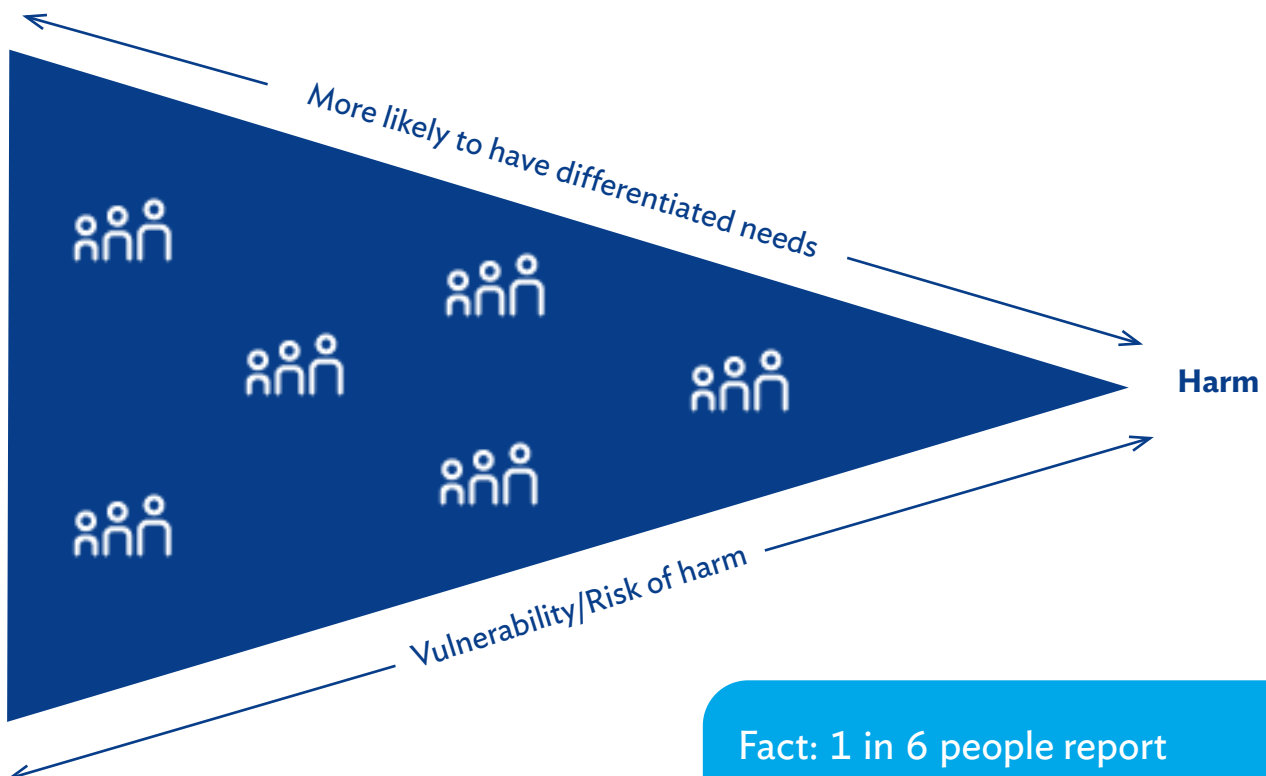 More likely to have differentiated needs
Harm
Vulnerability/Risk of harm
Fact: 1 in 6 people report